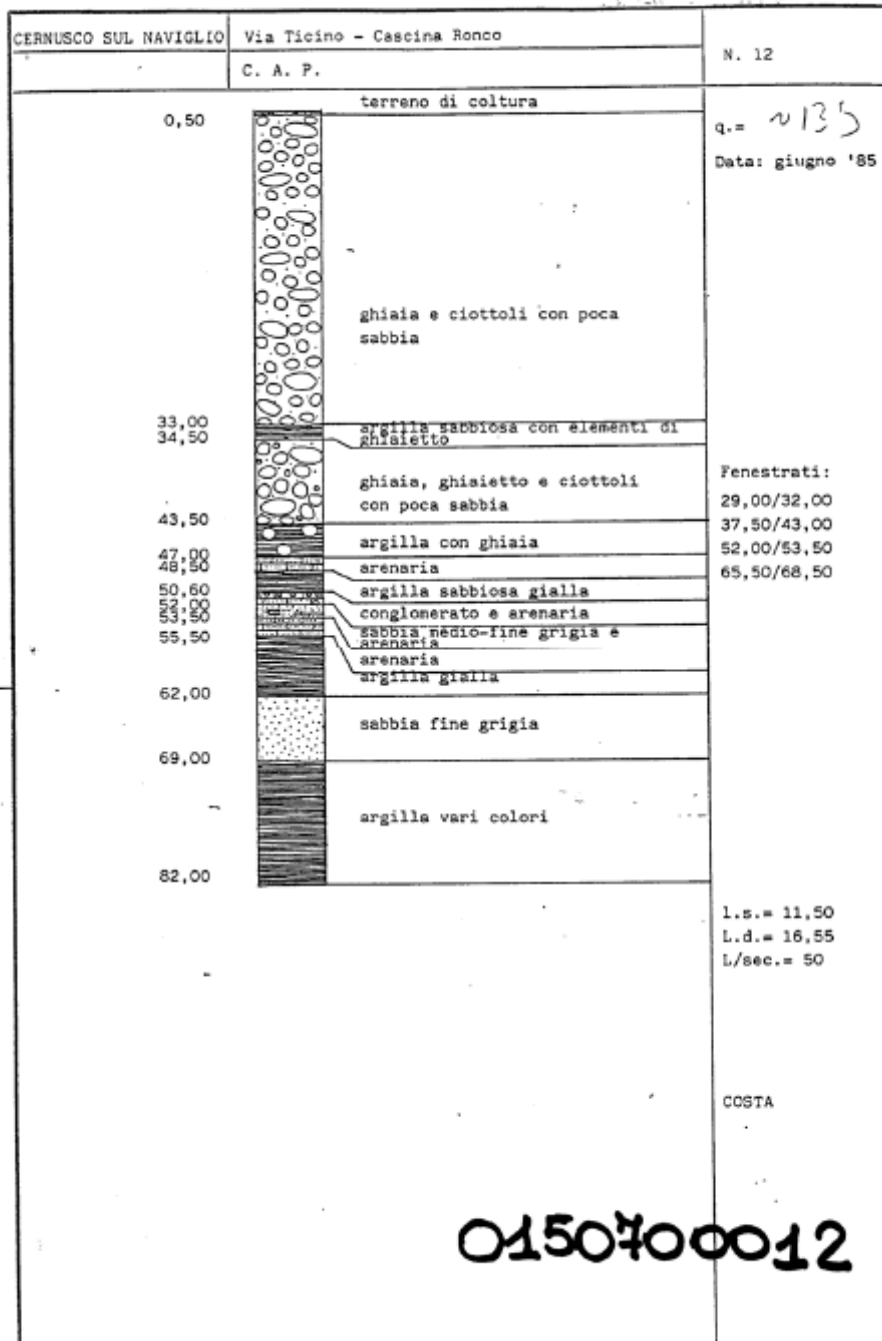 CERNUSCO SUL NAVIGLIO
Via Ticino - Cascina Ronco
C. A. P.
N. 12
terreno di coltura
0,50
q.= ~135
Data: giugno '85
ghiaia e ciottoli con poca
sabbia
33,00
argilla sabbiosa con elementi di
ghiaietto
34,50
ghiaia, ghiaietto e ciottoli
con poca sabbia
43,50
argilla con ghiaia
47,00
arenaria
48,50
argilla sabbiosa gialla
50,60
conglomerato e arenaria
52,00
sabbia medio-fine grigia e
arenaria
53,50
arenaria
55,50
argilla gialla
62,00
sabbia fine grigia
69,00
argilla vari colori
82,00
Fenestrati:
29,00/32,00
37,50/43,00
52,00/53,50
65,50/68,50
l.s.= 11,50
L.d.= 16,55
L/sec.= 50
COSTA
0150700012